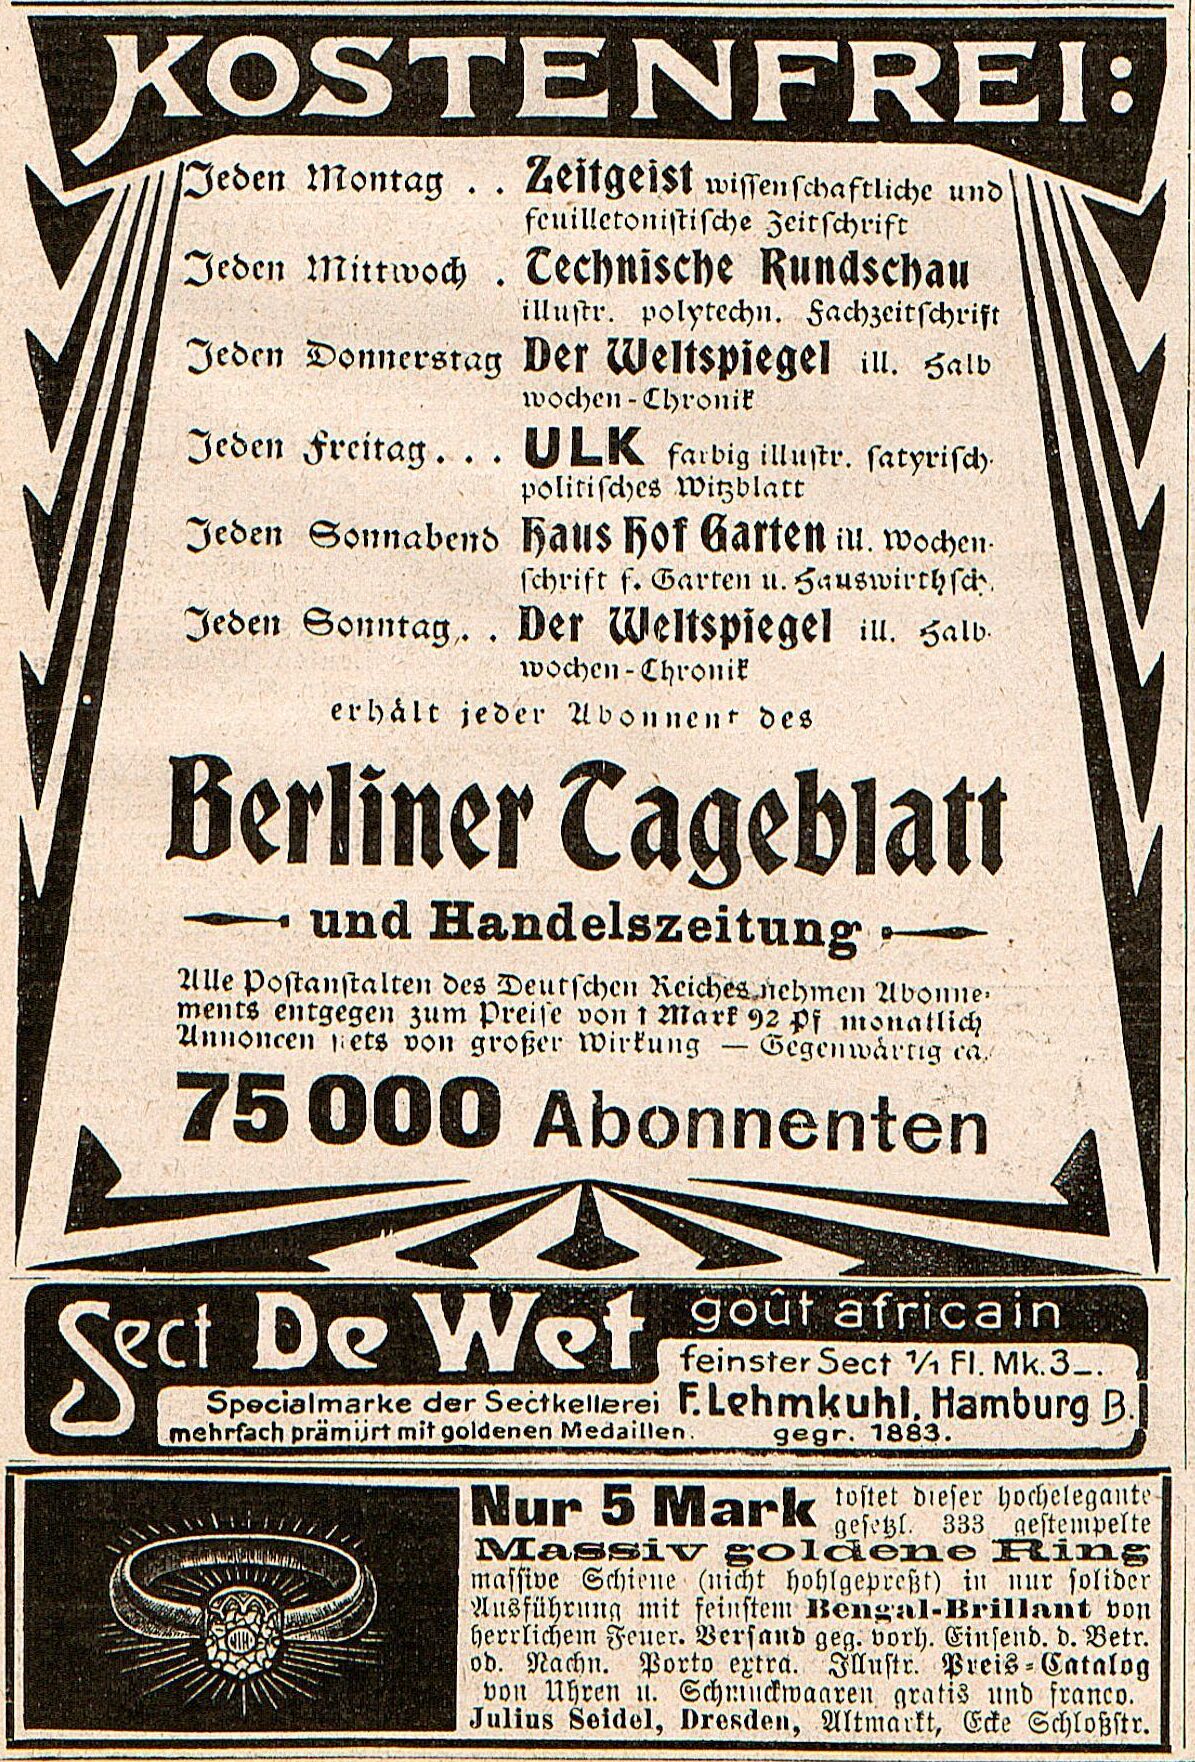 KOSTENFREI:
Jeden Montag . . Zeitgeist wissenschaftliche und
feuilletonistische Zeitschrift
Jeden Mittwoch . Technische Rundschau
illustr. polytechn. Fachzeitschrift
Jeden Donnerstag Der Weltspiegel ill. Halb
wochen-Chronik
Jeden Freitag . . . ULK farbig illustr. satyrisch-
politisches Witzblatt
Jeden Sonnabend Haus Hof Garten ill. Wochen-
schrift f. Garten u. Hauswirthsch.
Jeden Sonntag . . Der Weltspiegel ill. Halb-
wochen-Chronik
erhält jeder Abonnent des
Berliner Tageblatt
und Handelszeitung
Alle Postanstalten des Deutschen Reiches nehmen Abonne-
ments entgegen zum Preise von 1 Mark 92 Pf monatlich
Annoncen stets von großer Wirkung — Gegenwärtig ca.
75000 Abonnenten
Sect De Wet goût africain
feinster Sect 1/1 Fl. Mk. 3_.
Specialmarke der Sectkellerei F. Lehmkuhl, Hamburg B.
mehrfach prämiirt mit goldenen Medaillen. gegr. 1883.
Nur 5 Mark kostet dieser hochelegante
gesetzl. 333 gestempelte
Massiv goldene Ring
massive Schiene (nicht hohlgepreßt) in nur solider
Ausführung mit feinstem Bengal-Brillant von
herrlichem Feuer. Versand geg. vorh. Einsend. d. Betr.
od. Nachn. Porto extra. Illustr. Preis-Catalog
von Uhren u. Schmuckwaaren gratis und franco.
Julius Seidel, Dresden, Altmarkt, Ecke Schloßstr.